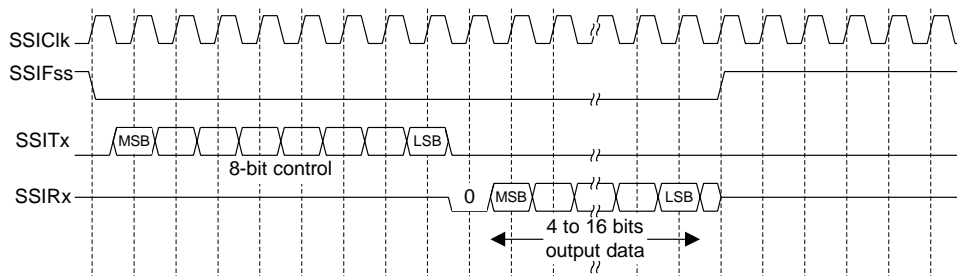 SSIClk
SSIFss
SSITx
MSB
LSB
8-bit control
SSIRx
0
MSB
LSB
4 to 16 bits
output data